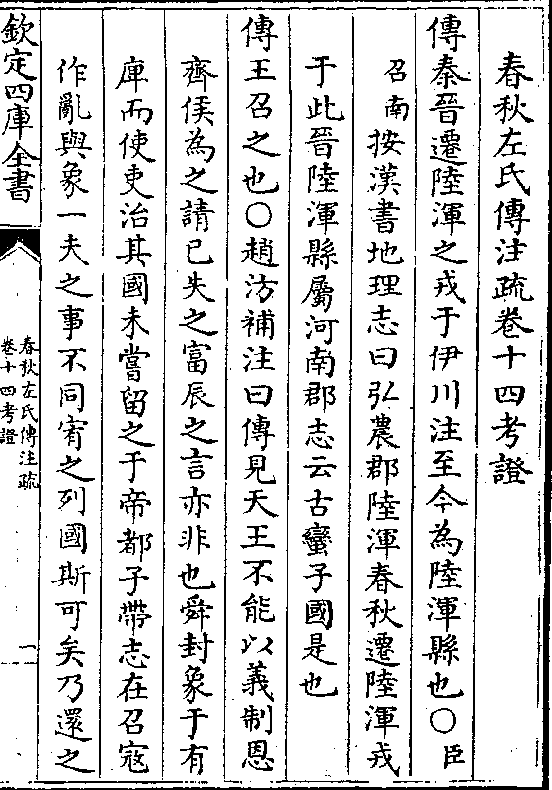 春秋左氏傳注疏卷十四考證
傳秦晉遷陸渾之戎于伊川注至今為陸渾縣也〇臣
召南按漢書地理志曰弘農郡陸渾春秋遷陸渾戎
于此晉陸渾縣屬河南郡志云古蠻子國是也
傳王召之也〇趙汸補注曰傳見天王不能以義制恩
齊侯為之請已失之富辰之言亦非也舜封象于有
庳而使吏治其國未嘗留之于帝都子帶志在召寇
作亂與象一夫之事不同宥之列國斯可矣乃還之
欽定四庫全書
春秋左氏傳注疏
卷十四考證
一